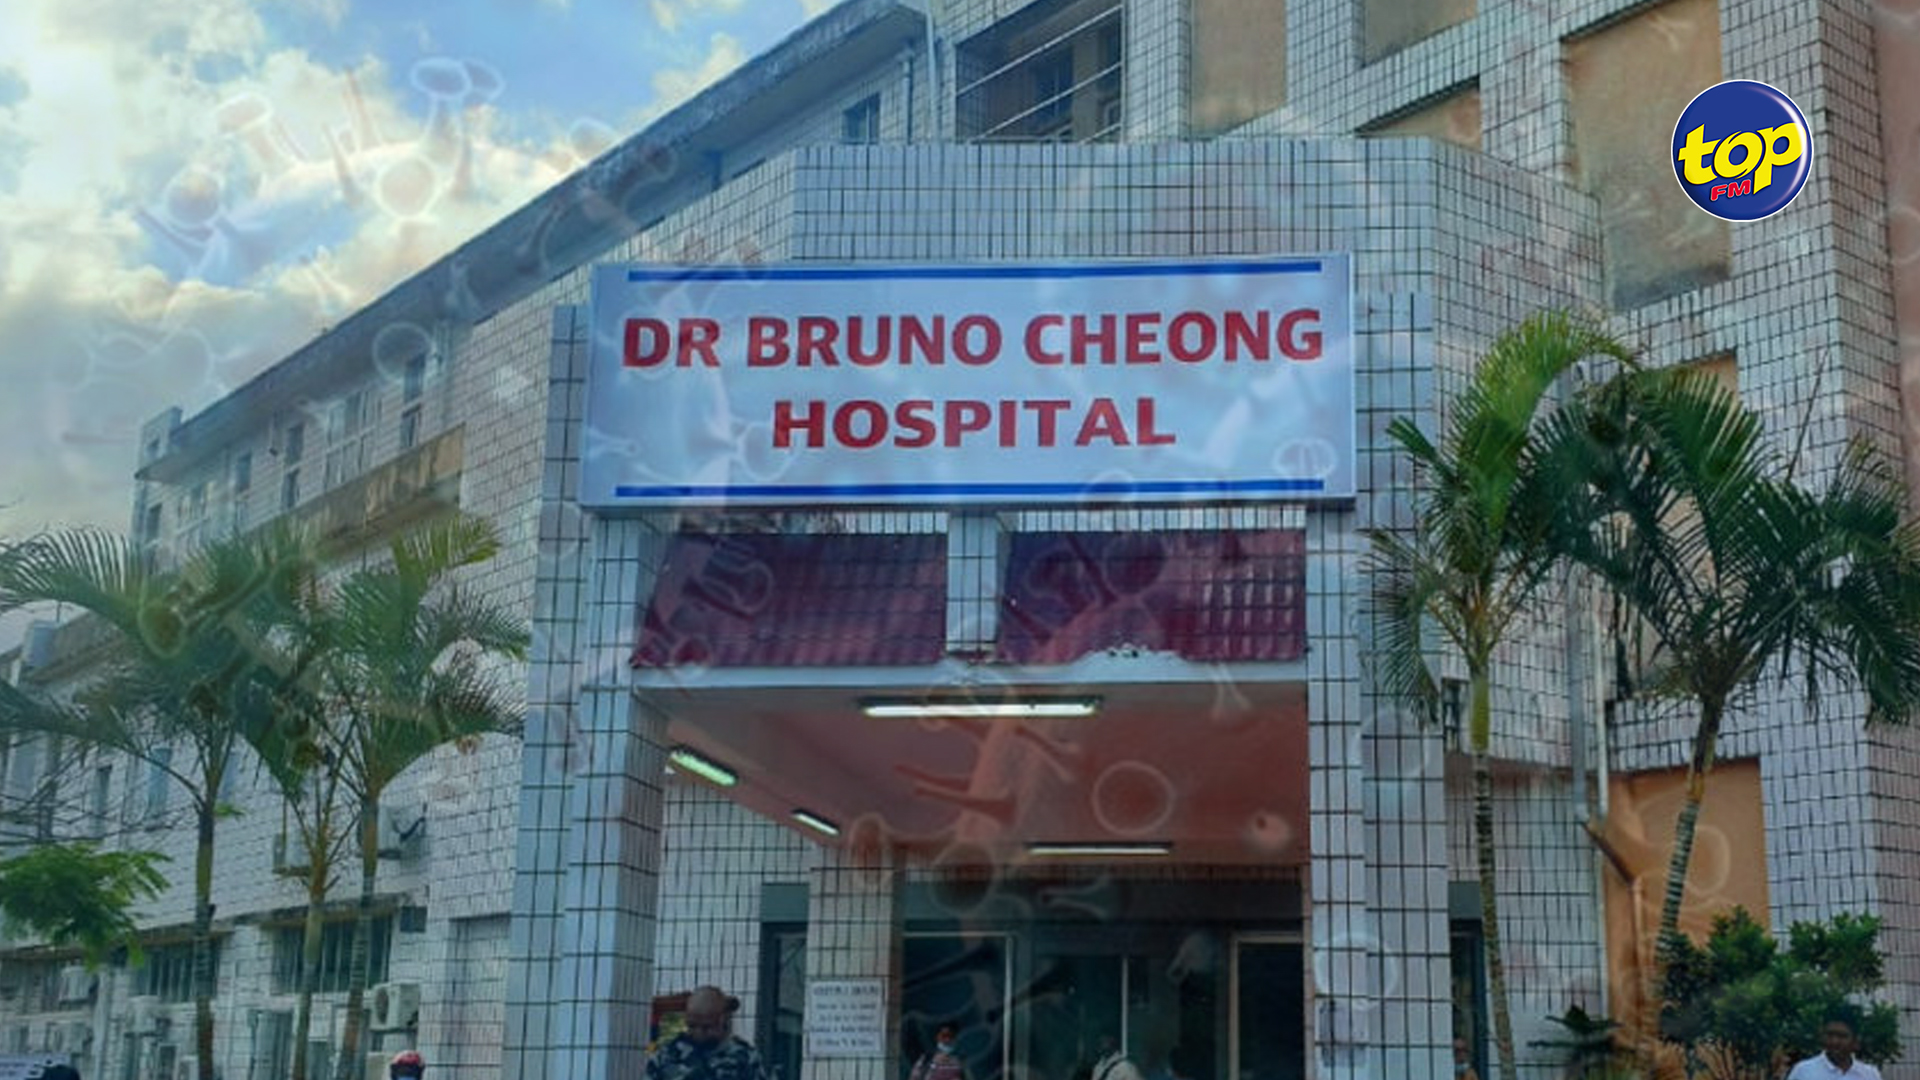 top
FM
DR BRUNO CHEONG
HOSPITAL